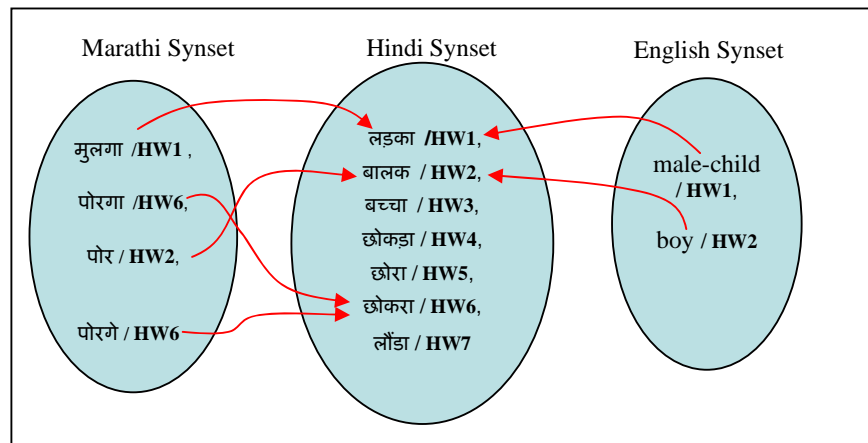 Marathi Synset
मुलगा /HW1 ,
पोरगा /HW6,
पोर / HW2,
पोरगे / HW6
Hindi Synset
लड़का /HW1,
बालक / HW2,
बच्चा / HW3,
छोकड़ा / HW4,
छोरा / HW5,
छोकरा / HW6,
लौंडा / HW7
English Synset
male-child
/ HW1,
boy / HW2